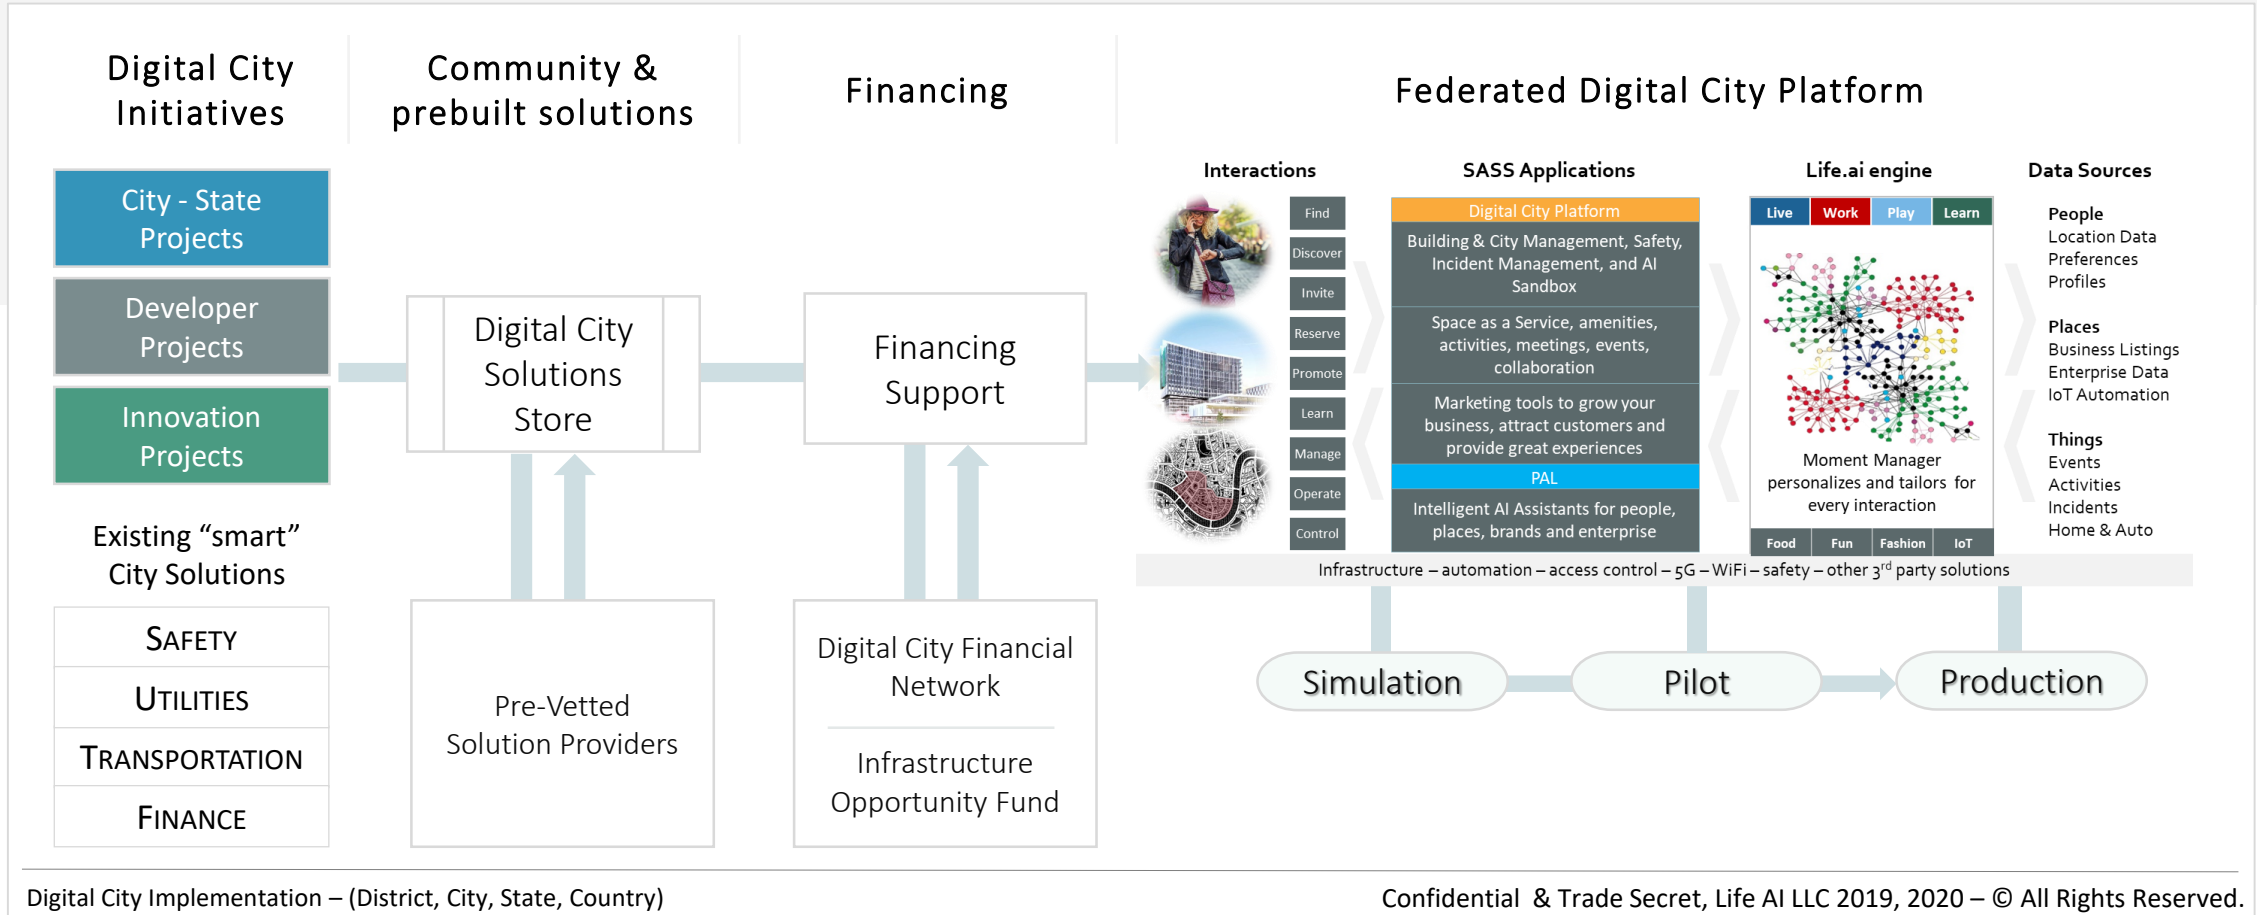 Digital City
Initiatives
Community &
prebuilt solutions
Financing
Federated Digital City Platform
City - State
Projects
Developer
Projects
Innovation
Projects
Existing “smart”
City Solutions
SAFETY
UTILITIES
TRANSPORTATION
FINANCE
Digital City
Solutions
Store
Pre-Vetted
Solution Providers
Financing
Support
Digital City Financial
Network
Infrastructure
Opportunity Fund
Interactions
Find
Discover
Invite
Reserve
Promote
Learn
Manage
Operate
Control
SASS Applications
Digital City Platform
Building & City Management, Safety,
Incident Management, and AI
Sandbox
Space as a Service, amenities,
activities, meetings, events,
collaboration
Marketing tools to grow your
business, attract customers and
provide great experiences
PAL
Intelligent AI Assistants for people,
places, brands and enterprise
Life.ai engine
Live Work Play Learn
Moment Manager
personalizes and tailors for
every interaction
Food Fun Fashion IoT
Data Sources
People
Location Data
Preferences
Profiles
Places
Business Listings
Enterprise Data
IoT Automation
Things
Events
Activities
Incidents
Home & Auto
Infrastructure – automation – access control – 5G – WiFi – safety – other 3rd party solutions
Simulation
Pilot
Production
Digital City Implementation – (District, City, State, Country)
Confidential & Trade Secret, Life AI LLC 2019, 2020 – © All Rights Reserved.